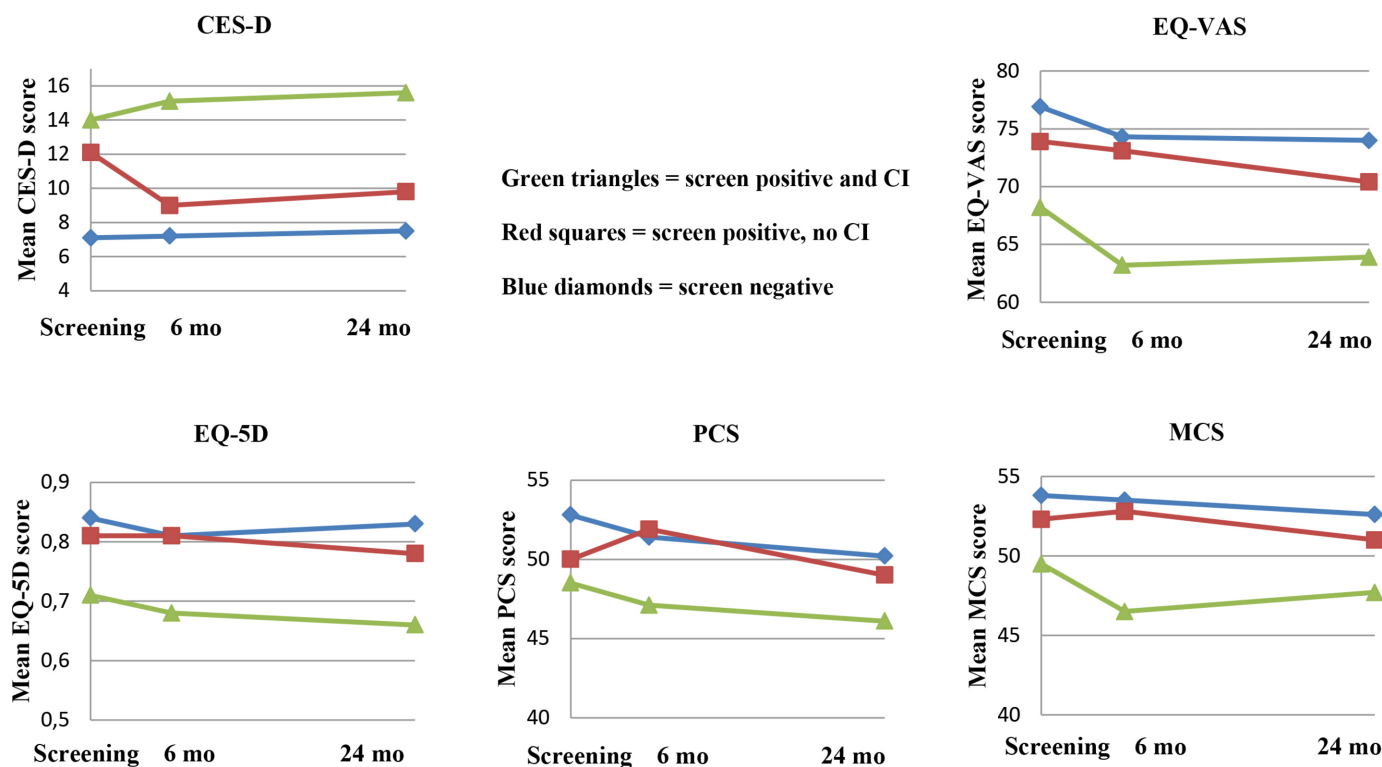 CES-D
Mean CES-D score
16
14
12
10
8
6
4
Screening 6 mo 24 mo
Green triangles = screen positive and CI
Red squares = screen positive, no CI
Blue diamonds = screen negative
EQ-VAS
Mean EQ-VAS score
80
75
70
65
60
Screening 6 mo 24 mo
EQ-5D
Mean EQ-5D score
0,9
0,8
0,7
0,6
0,5
Screening 6 mo 24 mo
PCS
Mean PCS score
55
50
45
40
Screening 6 mo 24 mo
MCS
Mean MCS score
55
50
45
40
Screening 6 mo 24 mo